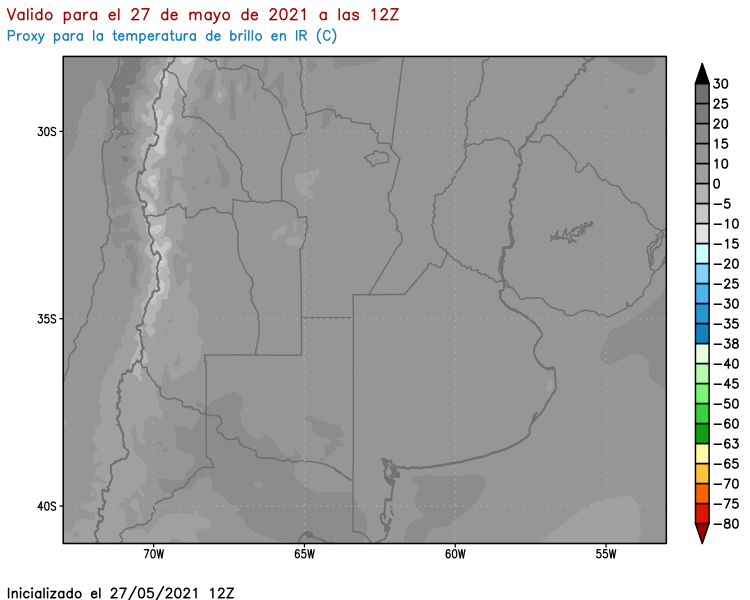 Valido para el 27 de mayo de 2021 a las 12Z
Proxy para la temperatura de brillo en IR (C)
30S
35S
40S
70W
65W
60W
55W
30
25
20
15
10
0
−5
−10
−15
−20
−25
−30
−35
−38
−40
−45
−50
−60
−63
−65
−70
−75
−80
Inicializado el 27/05/2021 12Z